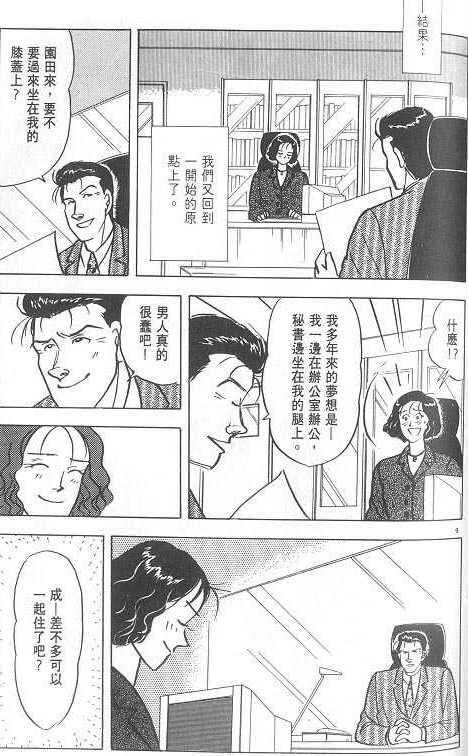 ──結果…
我們又回到
一開始的原
點上了。
園田來，要不
要過來坐在我的
膝蓋上？
什麼!?
我多年來的夢想是──
我一邊在辦公室辦公，
秘書邊坐在我的腿上。
男人真的
很蠢吧！
9
成─差不多可以
一起住了吧？